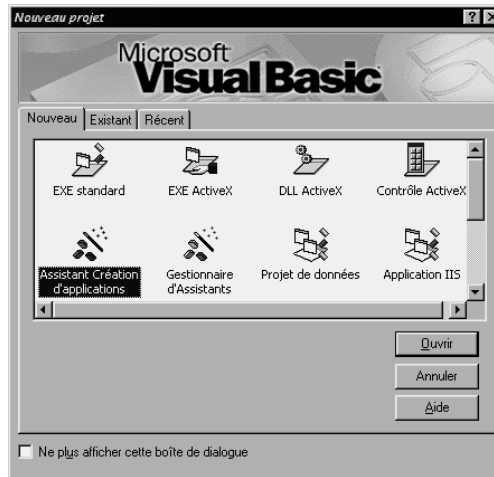 Nouveau projet
Microsoft
Visual Basic
Nouveau Existant Récent
EXE standard EXE ActiveX DLL ActiveX Contrôle ActiveX
Assistant Création d'applications Gestionnaire d'Assistants Projet de données Application IIS
Ouvrir
Annuler
Aide
Ne plus afficher cette boîte de dialogue